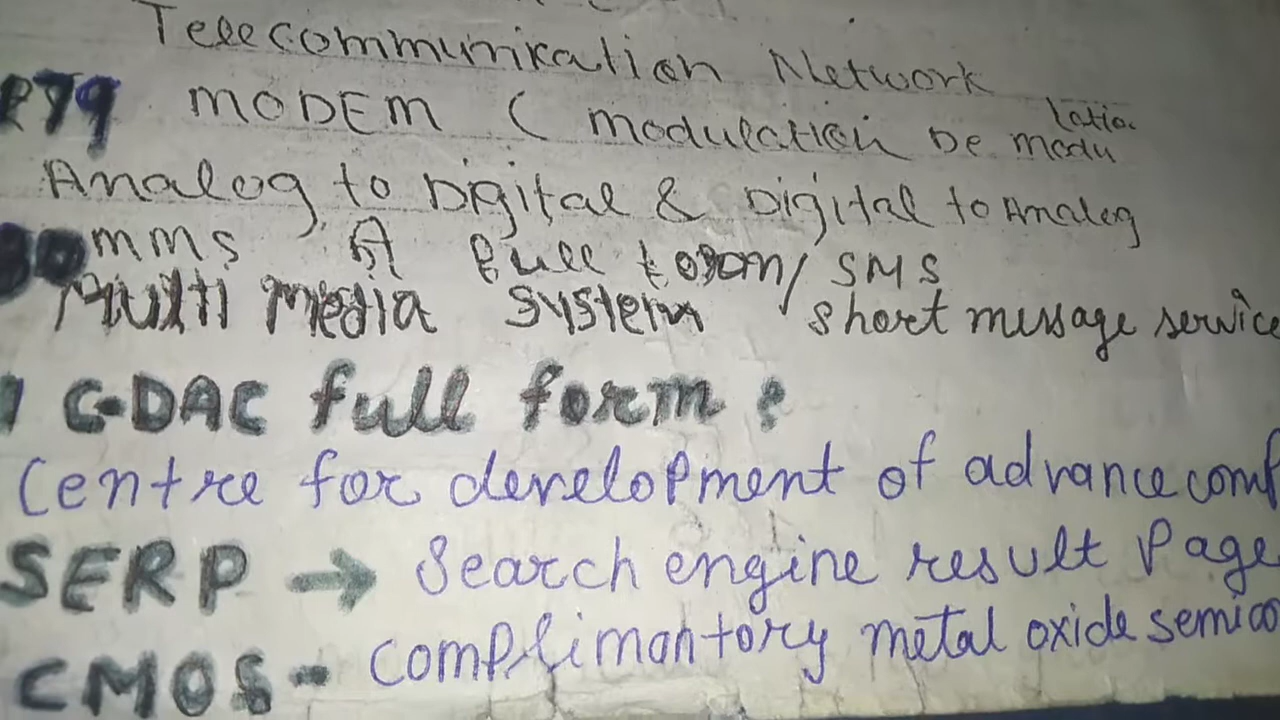 Telecommunication Network
79 MODEM ( modulation De modu
lation
Analog to Digital & Digital to Analog
mms की full form / SMS
Multi Media System short message service
C-DAC full form :
Centre for development of advance comp
SERP → Search engine result Page
CMOS - Complimantory metal oxide semico